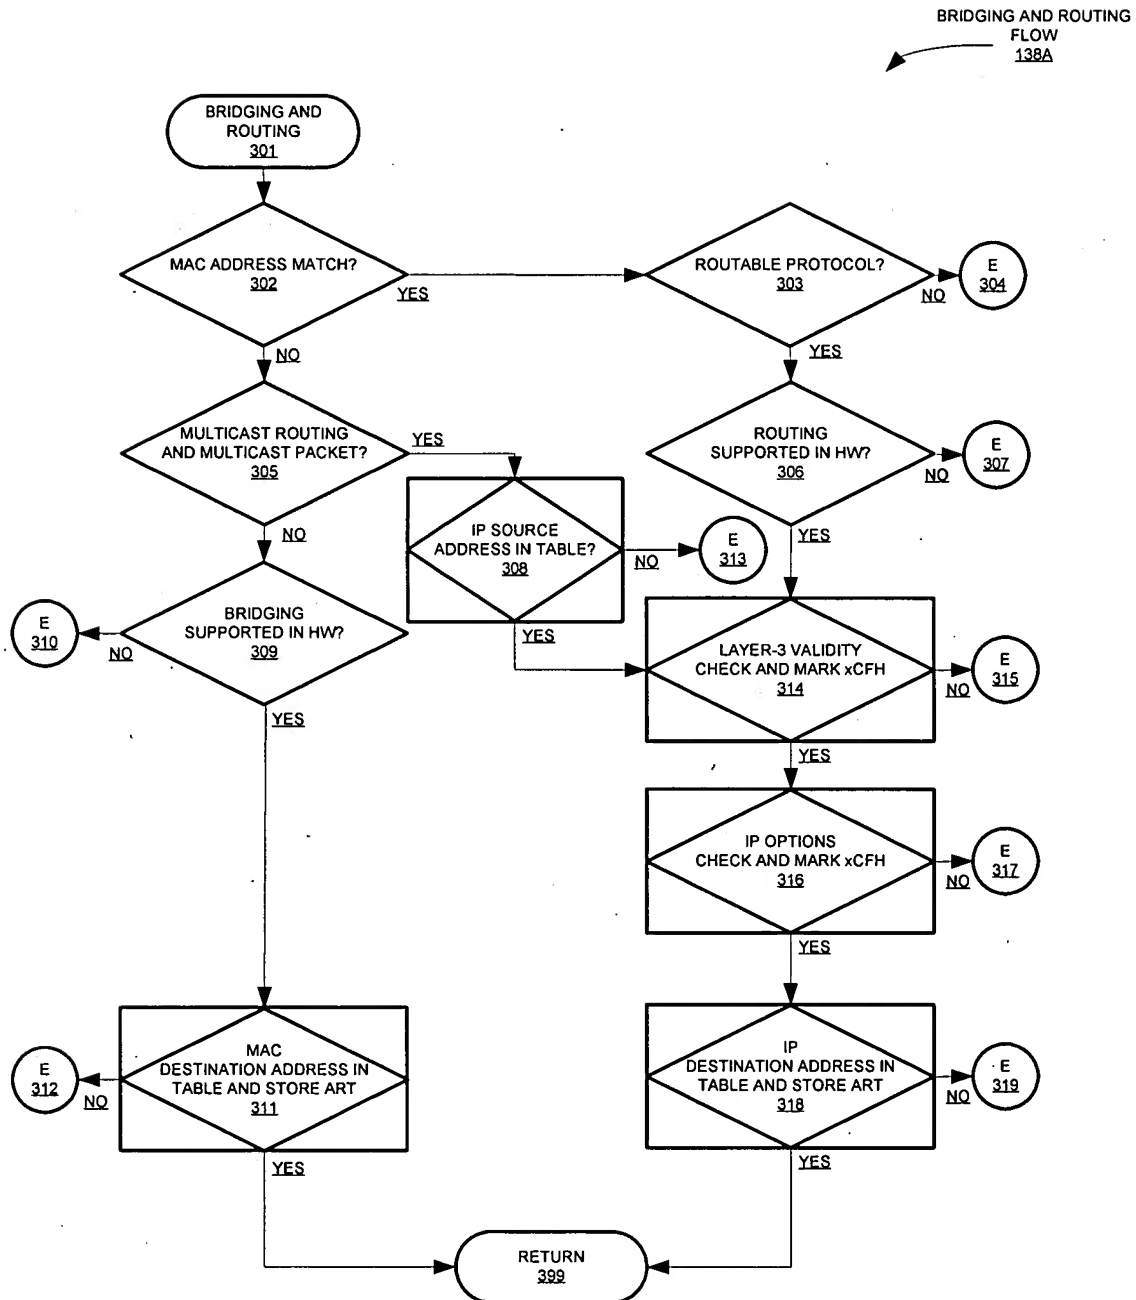 BRIDGING AND ROUTING
FLOW
138A
BRIDGING AND
ROUTING
301
MAC ADDRESS MATCH?
302
YES
NO
ROUTABLE PROTOCOL?
303
NO
YES
E
304
MULTICAST ROUTING
AND MULTICAST PACKET?
305
YES
NO
ROUTING
SUPPORTED IN HW?
306
NO
YES
E
307
IP SOURCE
ADDRESS IN TABLE?
308
NO
YES
E
313
BRIDGING
SUPPORTED IN HW?
309
NO
YES
E
310
LAYER-3 VALIDITY
CHECK AND MARK xCFH
314
NO
YES
E
315
IP OPTIONS
CHECK AND MARK xCFH
316
NO
YES
E
317
MAC
DESTINATION ADDRESS IN
TABLE AND STORE ART
311
NO
YES
E
312
IP
DESTINATION ADDRESS IN
TABLE AND STORE ART
318
NO
YES
E
319
RETURN
399